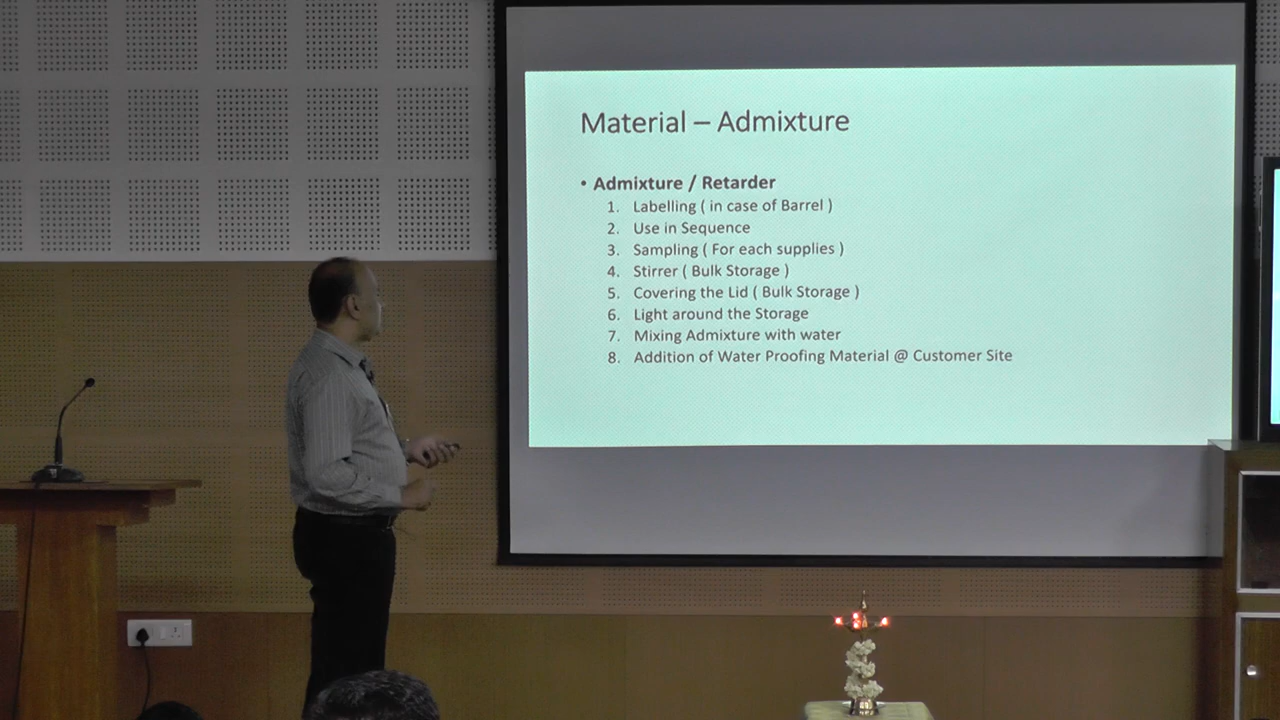 Material – Admixture
• Admixture / Retarder
1. Labelling ( in case of Barrel )
2. Use in Sequence
3. Sampling ( For each supplies )
4. Stirrer ( Bulk Storage )
5. Covering the Lid ( Bulk Storage )
6. Light around the Storage
7. Mixing Admixture with water
8. Addition of Water Proofing Material @ Customer Site